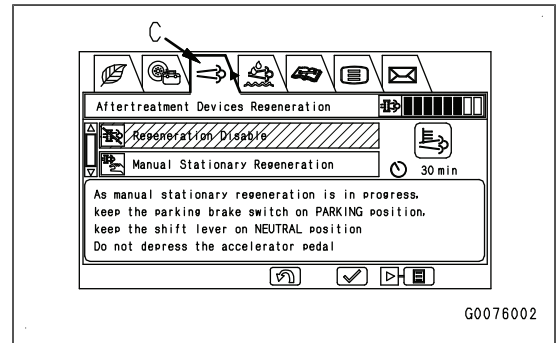 C
Aftertreatment Devices Regeneration
Regeneration Disable
Manual Stationary Regeneration
30 min
As manual stationary regeneration is in progress,
keep the parking brake switch on PARKING position,
keep the shift lever on NEUTRAL position
Do not depress the accelerator pedal
G0076002